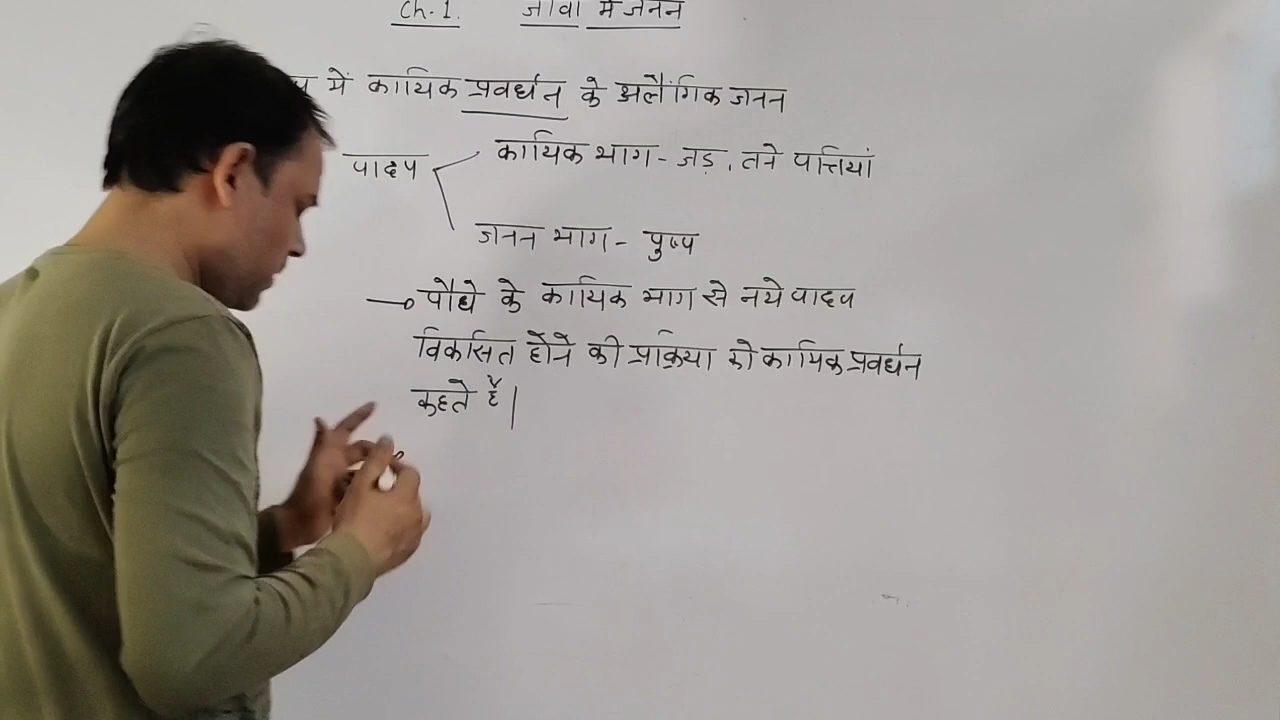 Ch. 1. जीवों में जनन
में कायिक प्रवर्धन के अलैंगिक जनन
पादप
कायिक भाग - जड़, तने पत्तियां
जनन भाग - पुष्प
पौधे के कायिक भाग से नये पादप
विकसित होने की प्रक्रिया को कायिक प्रवर्धन
कहते हैं|